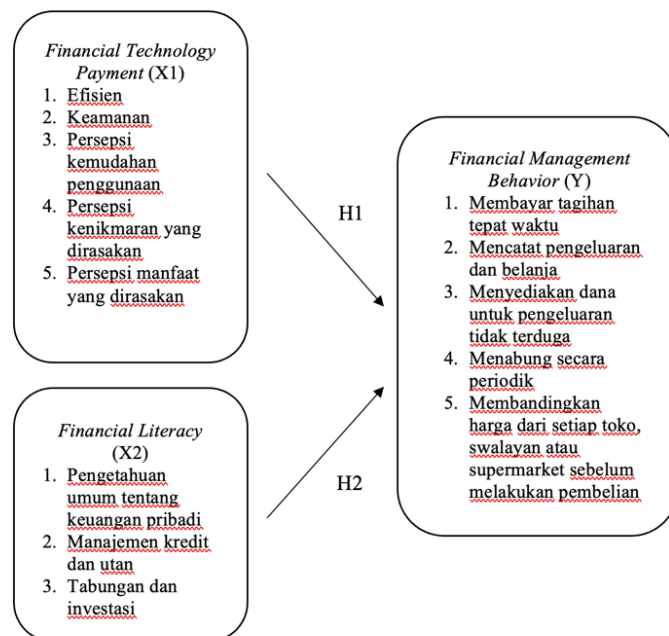 Financial Technology
Payment (X1)
1. Efisien
2. Keamanan
3. Persepsi
kemudahan
penggunaan
4. Persepsi
kenikmaran yang
dirasakan
5. Persepsi manfaat
yang dirasakan
H1
Financial Management
Behavior (Y)
1. Membayar tagihan
tepat waktu
2. Mencatat pengeluaran
dan belanja
3. Menyediakan dana
untuk pengeluaran
tidak terduga
4. Menabung secara
periodik
5. Membandingkan
harga dari setiap toko,
swalayan atau
supermarket sebelum
melakukan pembelian
Financial Literacy
(X2)
1. Pengetahuan
umum tentang
keuangan pribadi
2. Manajemen kredit
dan utan
3. Tabungan dan
investasi
H2